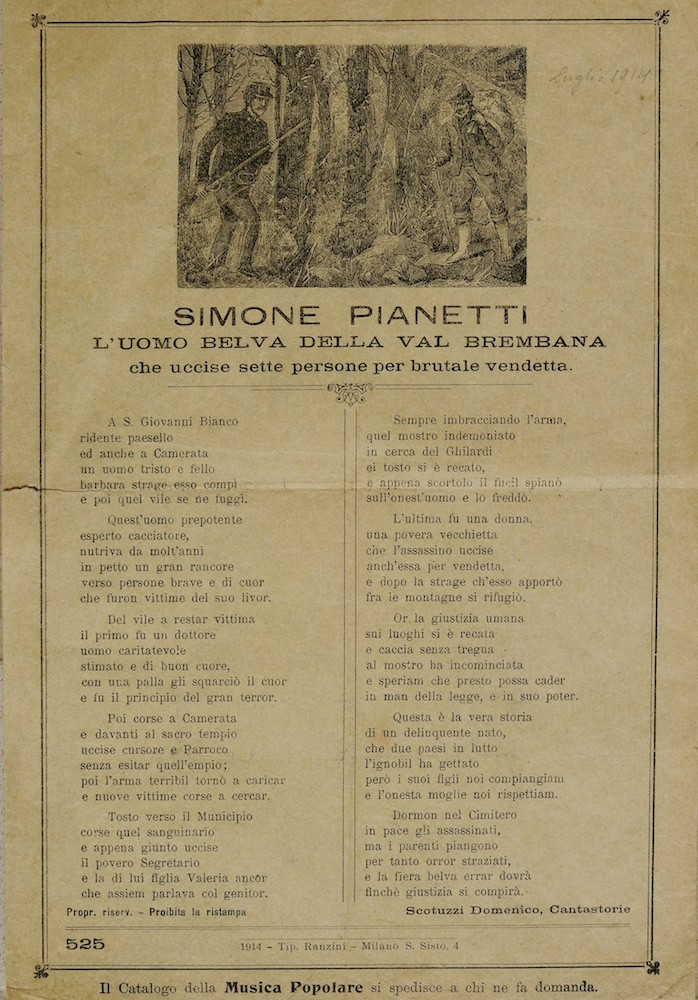 luglio 1914
SIMONE PIANETTI
L'UOMO BELVA DELLA VAL BREMBANA
che uccise sette persone per brutale vendetta.
A S. Giovanni Bianco
ridente paesello
ed anche a Camerata
un uomo tristo e fello
barbara strage esso compì
e poi quel vile se ne fuggì.
Quest'uomo prepotente
esperto cacciatore,
nutriva da molt'anni
in petto un gran rancore
verso persone brave e di cuor
che furon vittime del suo livor.
Del vile a restar vittima
il primo fu un dottore
uomo caritatevole
stimato e di buon cuore,
con una palla gli squarciò il cuor
e fu il principio del gran terror.
Poi corse a Camerata
e davanti al sacro tempio
uccise cursore e Parroco
senza esitar quell'empio;
poi l'arma terribil tornò a caricar
e nuove vittime corse a cercar.
Tosto verso il Municipio
corse quel sanguinario
e appena giunto uccise
il povero Segretario
e la di lui figlia Valeria ancor
che assiem parlava col genitor.
Sempre imbracciando l'arma,
quel mostro indemoniato
in cerca del Ghilardi
ei tosto si è recato,
e appena scortolo il fucil spianò
sull'onest'uomo e lo freddò.
L'ultima fu una donna,
una povera vecchietta
che l'assassino uccise
anch'essa per vendetta,
e dopo la strage ch'esso apportò
fra le montagne si rifugiò.
Or la giustizia umana
sui luoghi si è recata
e caccia senza tregua
al mostro ha incominciata
e speriam che presto possa cader
in man della legge, e in suo poter.
Questa è la vera storia
di un delinquente nato,
che due paesi in lutto
l'ignobil ha gettato
però i suoi figli noi compiangiam
e l'onesta moglie noi rispettiam.
Dormon nel Cimitero
in pace gli assassinati,
ma i parenti piangono
per tanto orror straziati,
e la fiera belva errar dovrà
finchè giustizia si compirà.
Propr. riserv. - Proibita la ristampa
Scotuzzi Domenico, Cantastorie
525
1914 - Tip. Ranzini - Milano S. Sisto, 4
Il Catalogo della Musica Popolare si spedisce a chi ne fa domanda.